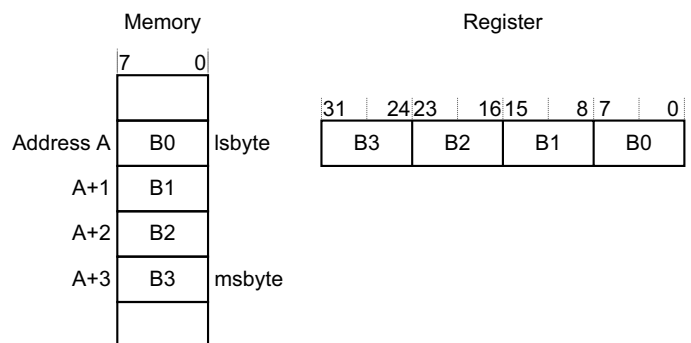 Memory
Register
7 0
31 24 23 16 15 8 7 0
Address A B0 lsbyte
B3 B2 B1 B0
A+1 B1
A+2 B2
A+3 B3 msbyte